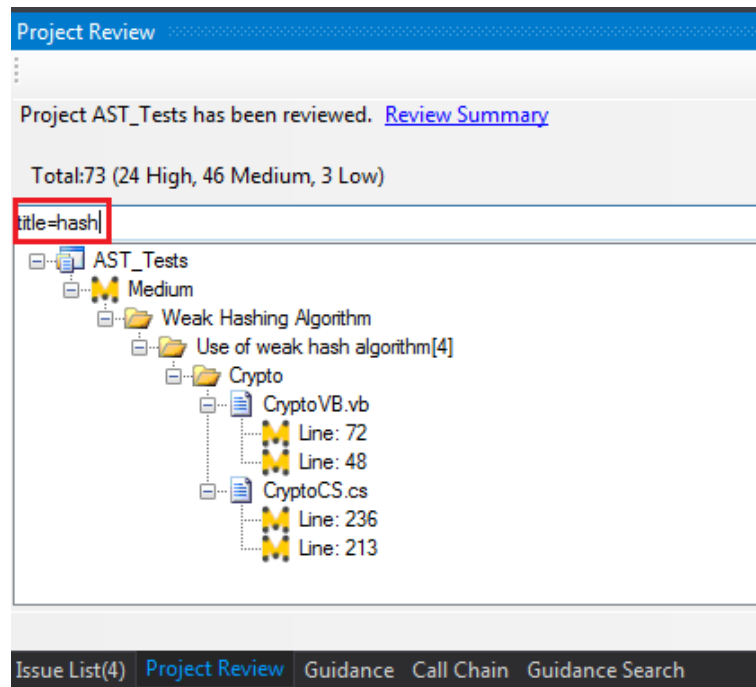 Project Review
Project AST_Tests has been reviewed. Review Summary
Total:73 (24 High, 46 Medium, 3 Low)
title=hash
AST_Tests
Medium
Weak Hashing Algorithm
Use of weak hash algorithm[4]
Crypto
CryptoVB.vb
Line: 72
Line: 48
CryptoCS.cs
Line: 236
Line: 213
Issue List(4) Project Review Guidance Call Chain Guidance Search